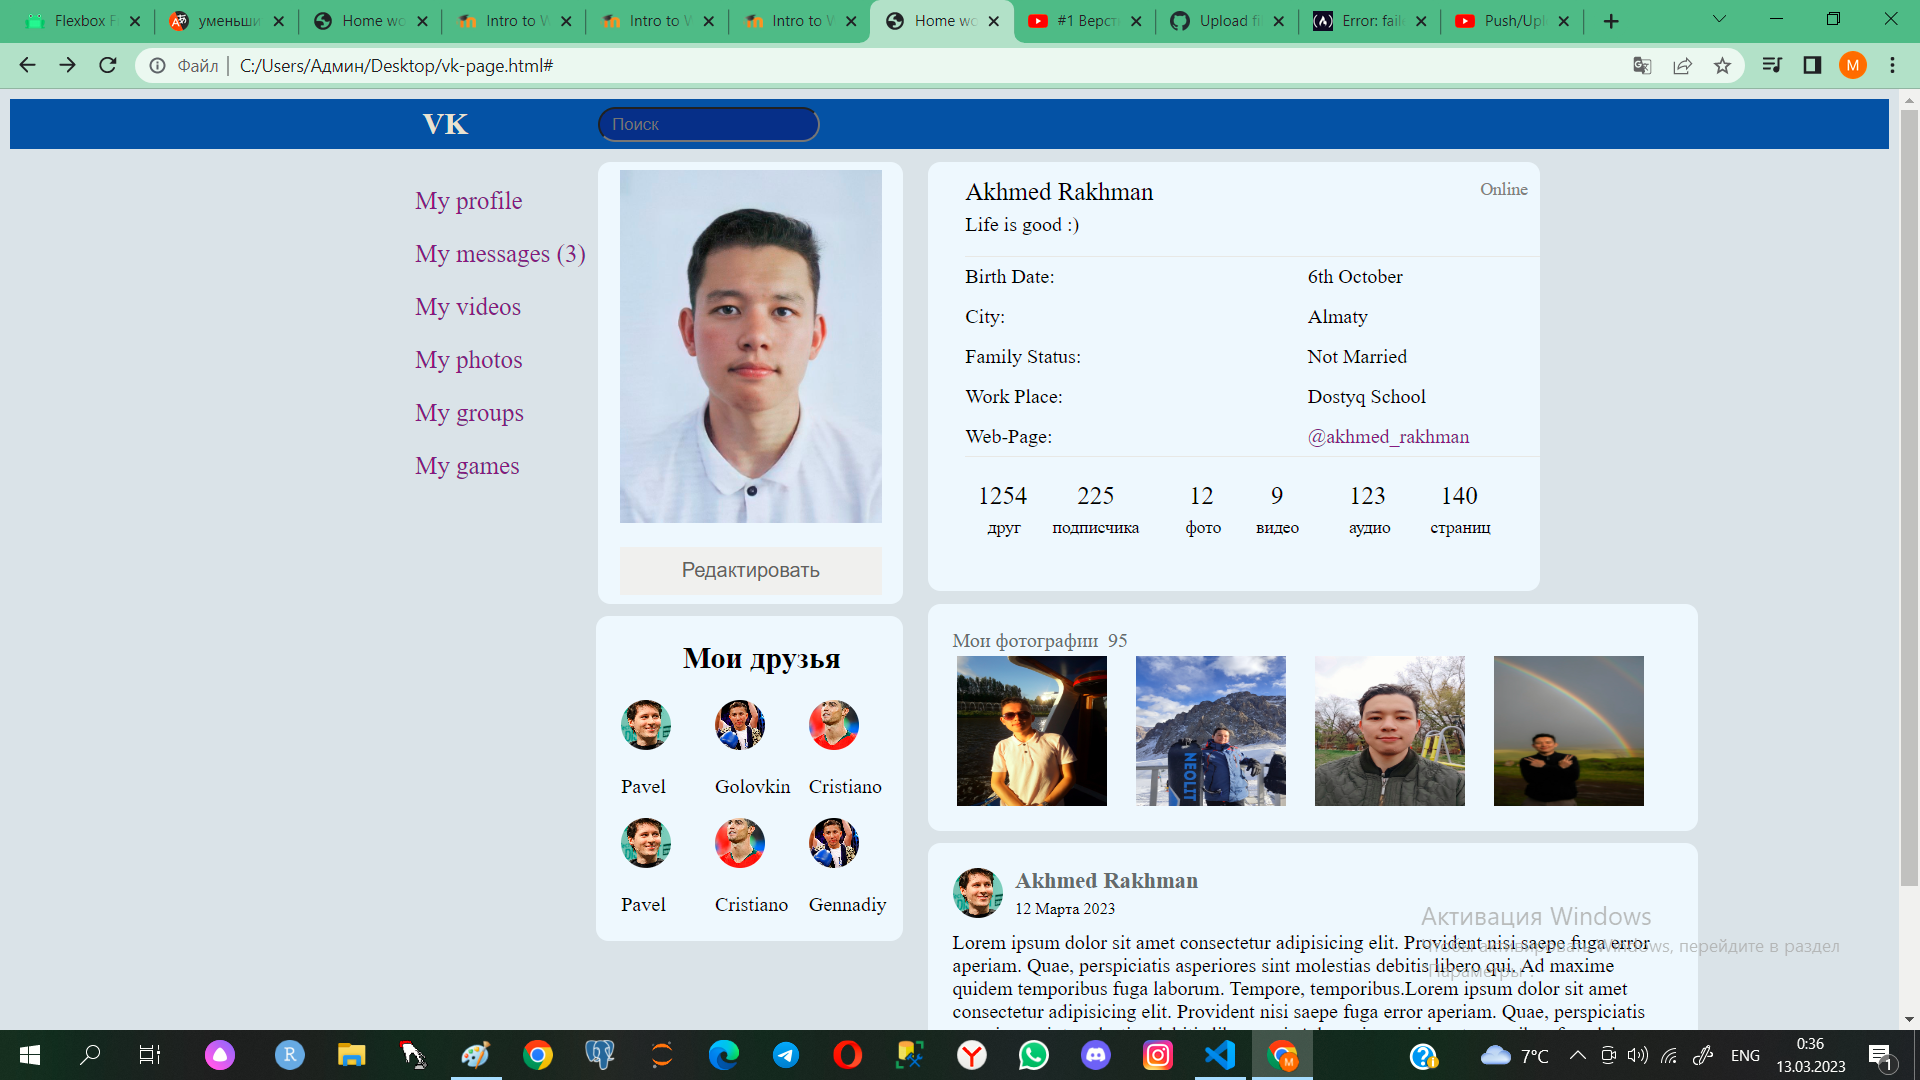 Flexbox F
уменьши
Home wo
Intro to W
Intro to W
Intro to W
Home wo
#1 Верст
Upload fi
Error: fail
Push/Upl
Файл | C:/Users/Админ/Desktop/vk-page.html#
M
VK
Поиск
My profile
My messages (3)
My videos
My photos
My groups
My games
Редактировать
Akhmed Rakhman
Online
Life is good :)
Birth Date: 6th October
City: Almaty
Family Status: Not Married
Work Place: Dostyq School
Web-Page: @akhmed_rakhman
1254 225 12 9 123 140
друг подписчика фото видео аудио страниц
Мои друзья
Pavel Golovkin Cristiano
Pavel Cristiano Gennadiy
Мои фотографии 95
NEOLIT
Akhmed Rakhman
12 Марта 2023
Lorem ipsum dolor sit amet consectetur adipisicing elit. Provident nisi saepe fuga error
aperiam. Quae, perspiciatis asperiores sint molestias debitis libero qui. Ad maxime
quidem temporibus fuga laborum. Tempore, temporibus.Lorem ipsum dolor sit amet
consectetur adipisicing elit. Provident nisi saepe fuga error aperiam. Quae, perspiciatis
Активация Windows
Чтобы активировать Windows, перейдите в раздел
"Параметры".
7°C
ENG
0:36
13.03.2023
1